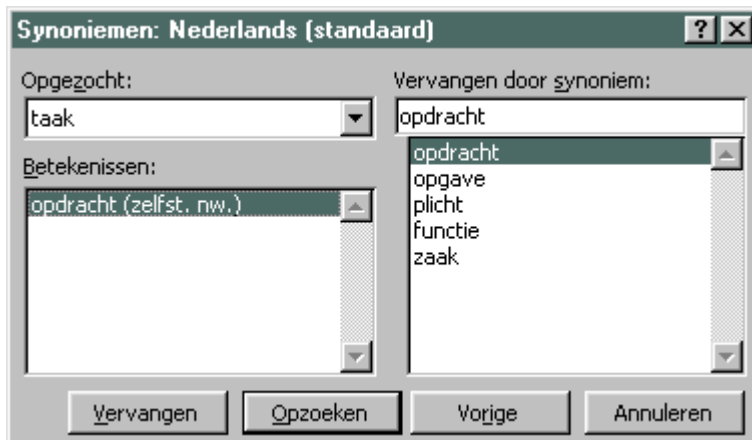 Synoniemen: Nederlands (standaard)
Opgezocht:
taak
Betekenissen:
opdracht (zelfst. nw.)
Vervangen door synoniem:
opdracht
opdracht
opgave
plicht
functie
zaak
Vervangen
Opzoeken
Vorige
Annuleren